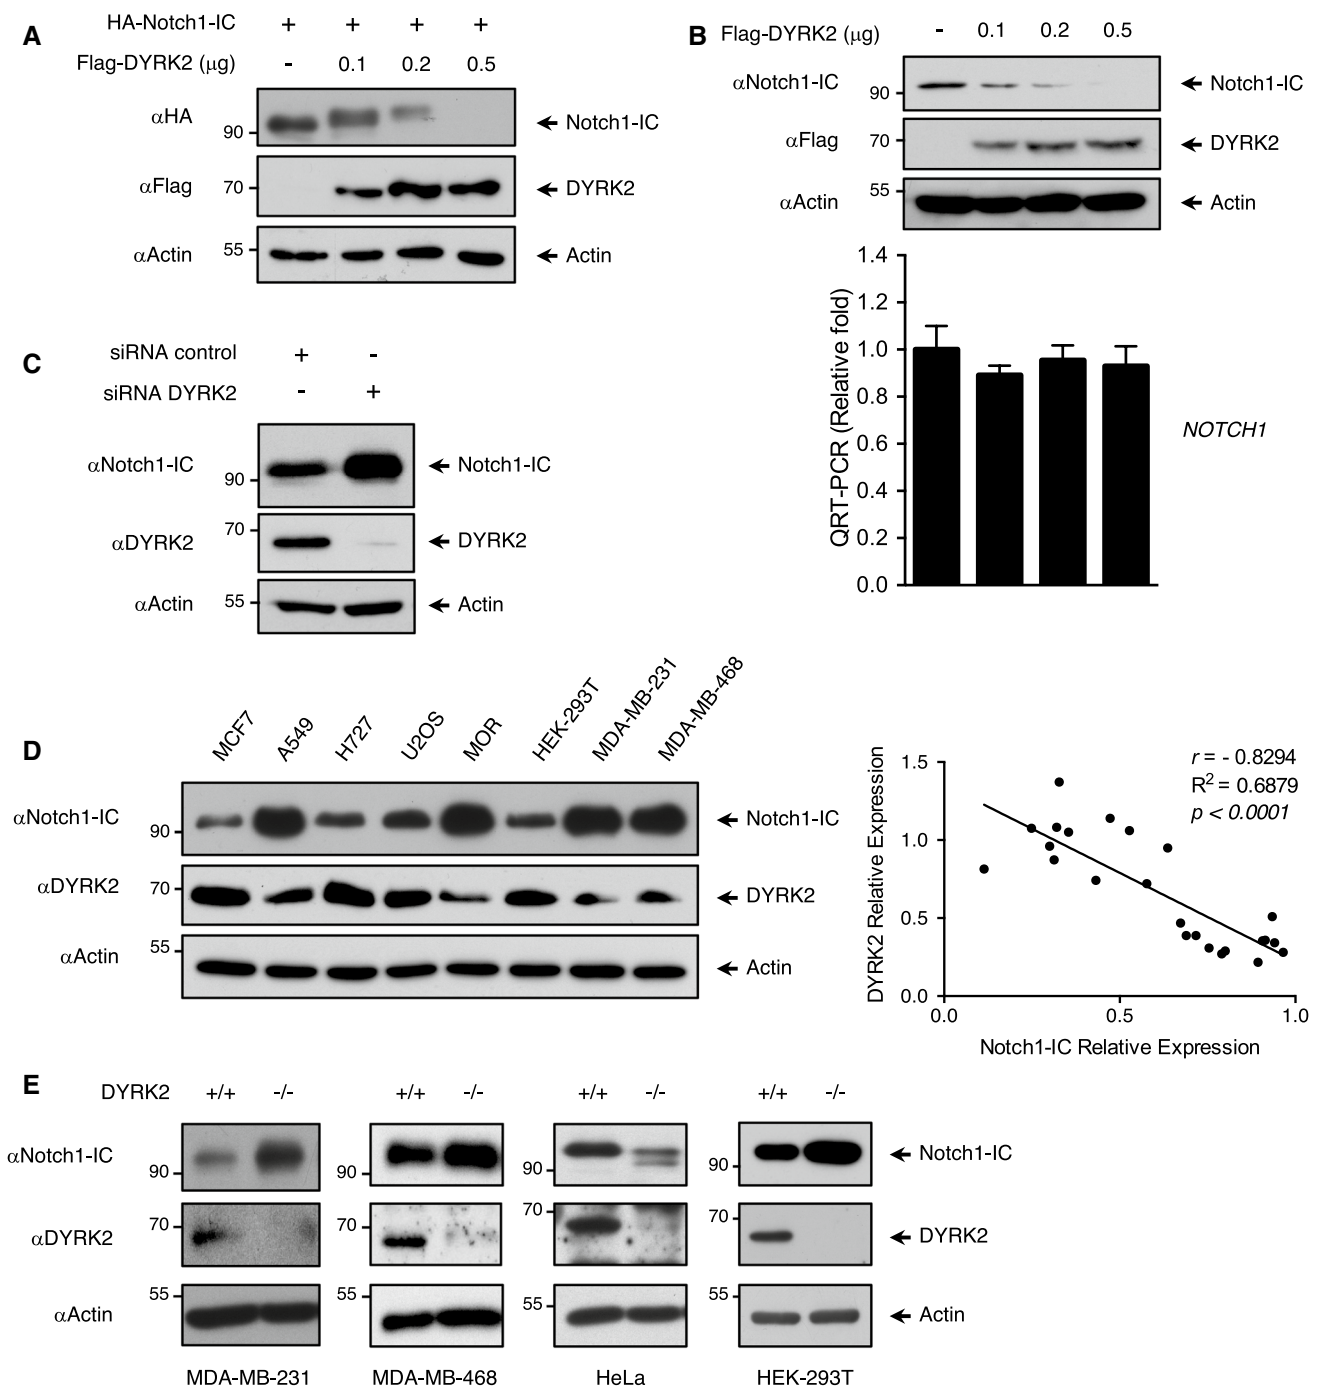 A
HA-Notch1-IC + + + +
Flag-DYRK2 (μg) - 0.1 0.2 0.5
αHA 90 Notch1-IC
αFlag 70 DYRK2
αActin 55 Actin
B
Flag-DYRK2 (μg) - 0.1 0.2 0.5
αNotch1-IC 90 Notch1-IC
αFlag 70 DYRK2
αActin 55 Actin
QRT-PCR (Relative fold)
1.4
1.2
1.0
0.8
0.6
0.4
0.2
0.0
NOTCH1
C
siRNA control + -
siRNA DYRK2 - +
αNotch1-IC 90 Notch1-IC
αDYRK2 70 DYRK2
αActin 55 Actin
D
MCF7 A549 H727 U2OS MOR HEK-293T MDA-MB-231 MDA-MB-468
αNotch1-IC 90 Notch1-IC
αDYRK2 70 DYRK2
αActin 55 Actin
DYRK2 Relative Expression
1.5
1.0
0.5
0.0
r = - 0.8294
R² = 0.6879
p < 0.0001
0.0 0.5 1.0
Notch1-IC Relative Expression
E
DYRK2 +/+ -/- +/+ -/- +/+ -/- +/+ -/-
αNotch1-IC 90 90 90 90 Notch1-IC
αDYRK2 70 70 70 70 DYRK2
αActin 55 55 55 55 Actin
MDA-MB-231 MDA-MB-468 HeLa HEK-293T